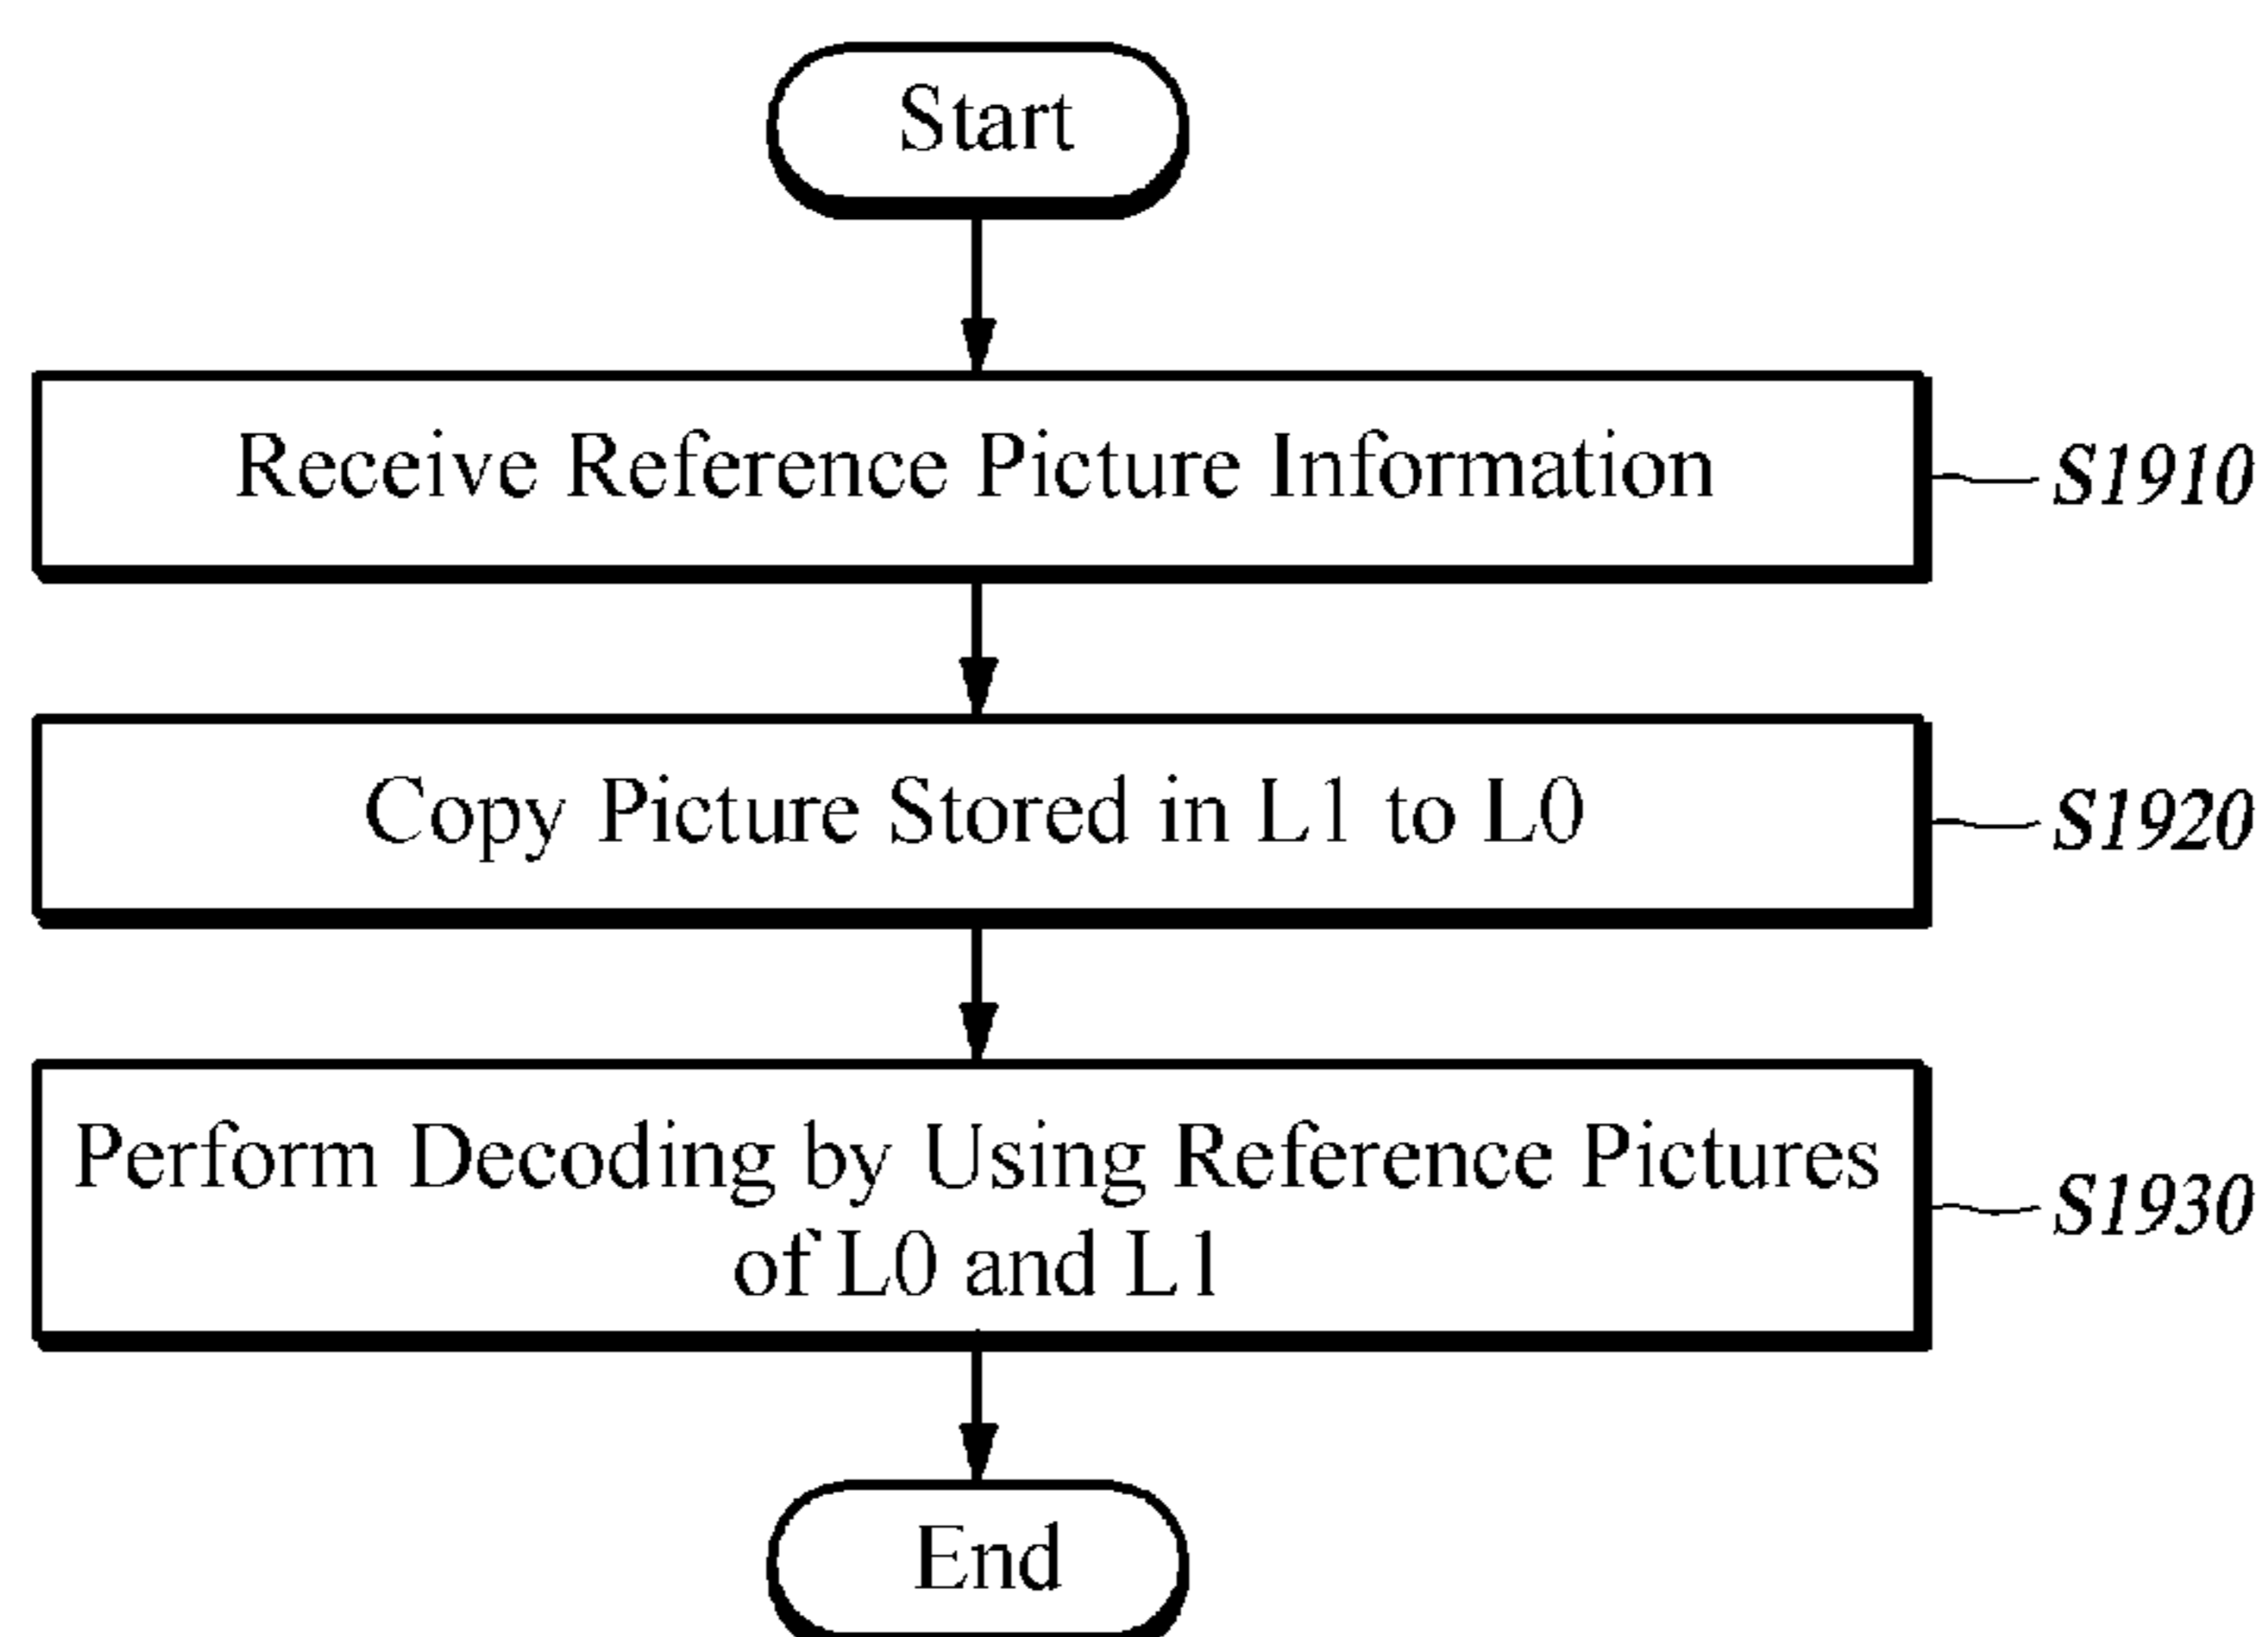 Start
Receive Reference Picture Information
S1910
Copy Picture Stored in L1 to L0
S1920
Perform Decoding by Using Reference Pictures
of L0 and L1
S1930
End